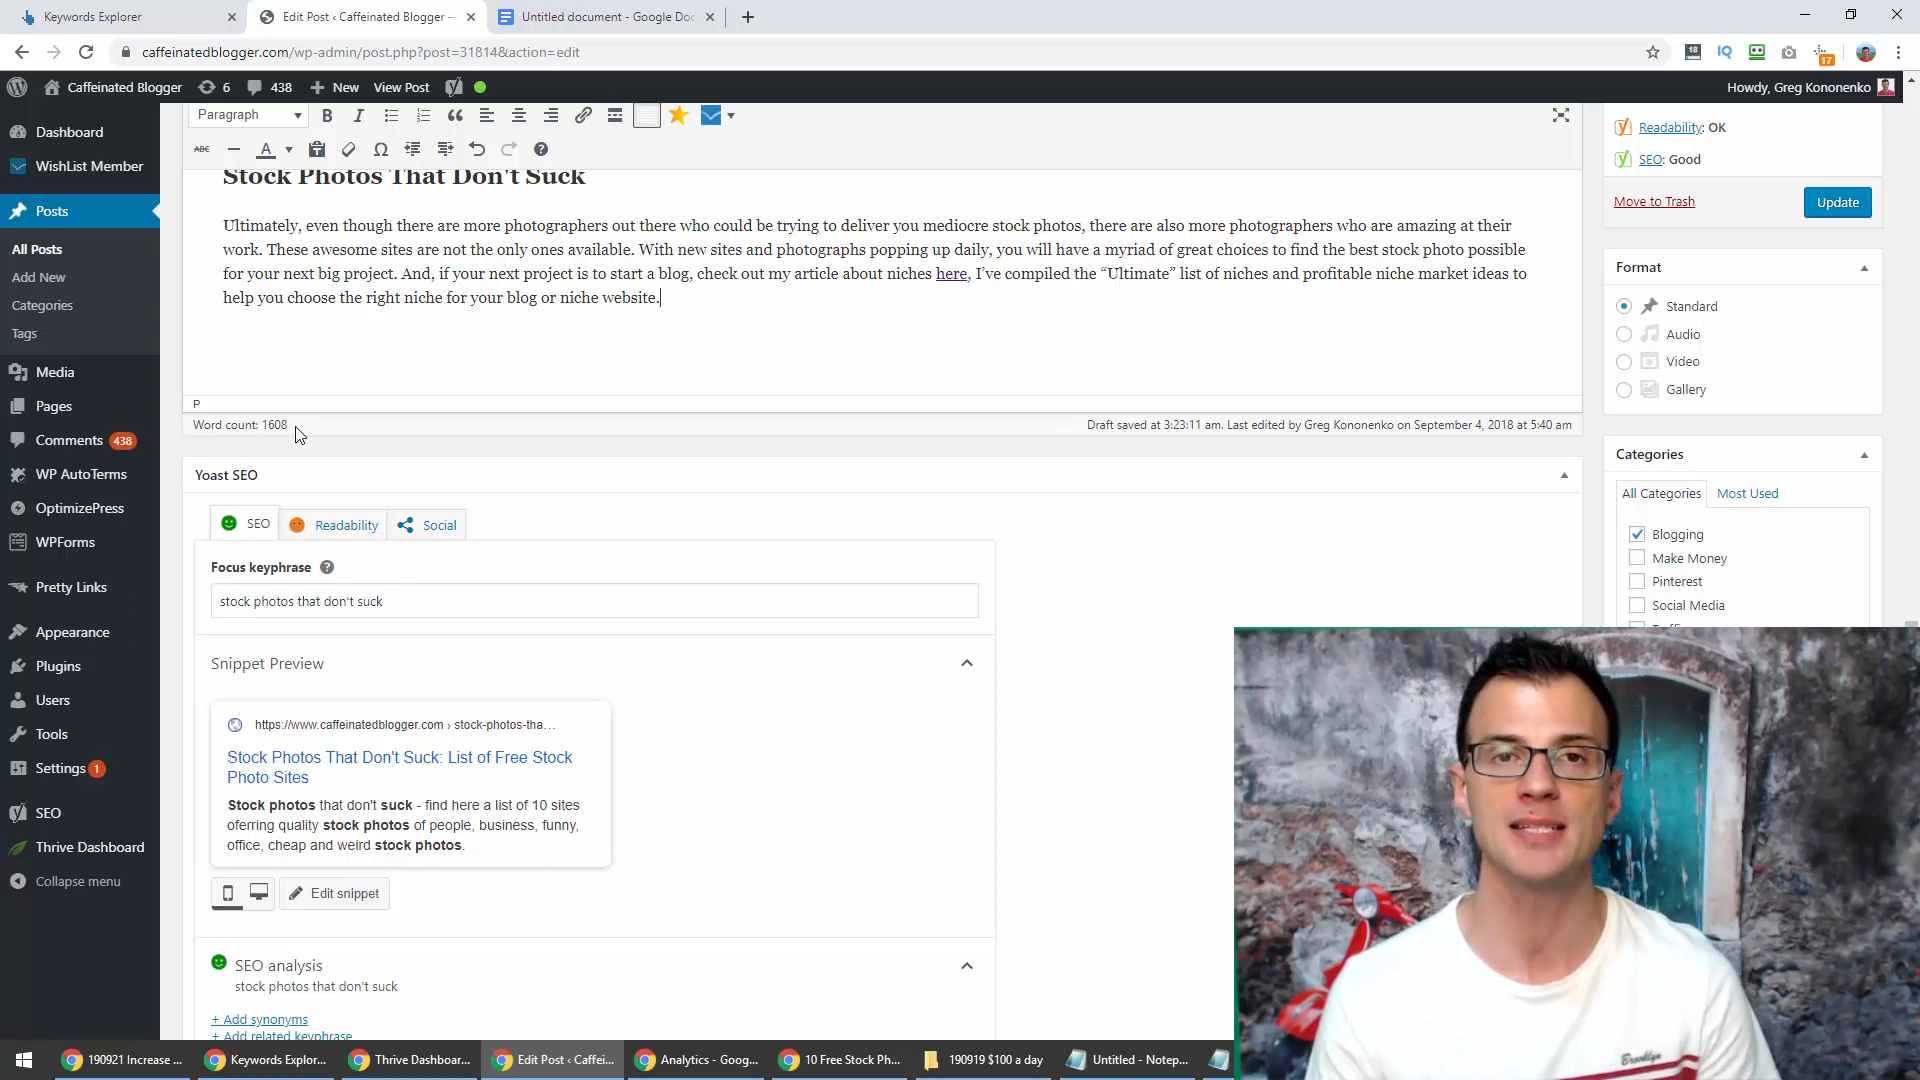 Keywords Explorer
Edit Post ‹ Caffeinated Blogger —
Untitled document - Google Doc
caffeinatedblogger.com/wp-admin/post.php?post=31814&action=edit
18
IQ
17
Caffeinated Blogger
6
438
New
View Post
Howdy, Greg Kononenko
Dashboard
WishList Member
Posts
All Posts
Add New
Categories
Tags
Media
Pages
Comments 438
WP AutoTerms
OptimizePress
WPForms
Pretty Links
Appearance
Plugins
Users
Tools
Settings 1
SEO
Thrive Dashboard
Collapse menu
Paragraph
B
I
ABC
A
Stock Photos That Don't Suck
Ultimately, even though there are more photographers out there who could be trying to deliver you mediocre stock photos, there are also more photographers who are amazing at their
work. These awesome sites are not the only ones available. With new sites and photographs popping up daily, you will have a myriad of great choices to find the best stock photo possible
for your next big project. And, if your next project is to start a blog, check out my article about niches here, I’ve compiled the “Ultimate” list of niches and profitable niche market ideas to
help you choose the right niche for your blog or niche website.
P
Word count: 1608
Draft saved at 3:23:11 am. Last edited by Greg Kononenko on September 4, 2018 at 5:40 am
Yoast SEO
SEO
Readability
Social
Focus keyphrase
stock photos that don't suck
Snippet Preview
https://www.caffeinatedblogger.com › stock-photos-tha…
Stock Photos That Don't Suck: List of Free Stock
Photo Sites
Stock photos that don't suck - find here a list of 10 sites
oferring quality stock photos of people, business, funny,
office, cheap and weird stock photos.
Edit snippet
SEO analysis
stock photos that don't suck
+ Add synonyms
+ Add related keyphrase
Readability: OK
SEO: Good
Move to Trash
Update
Format
Standard
Audio
Video
Gallery
Categories
All Categories
Most Used
Blogging
Make Money
Pinterest
Social Media
Brooklyn
190921 Increase ...
Keywords Explor...
Thrive Dashboar...
Edit Post ‹ Caffei...
Analytics - Goog...
10 Free Stock Ph...
190919 $100 a day
Untitled - Notep...